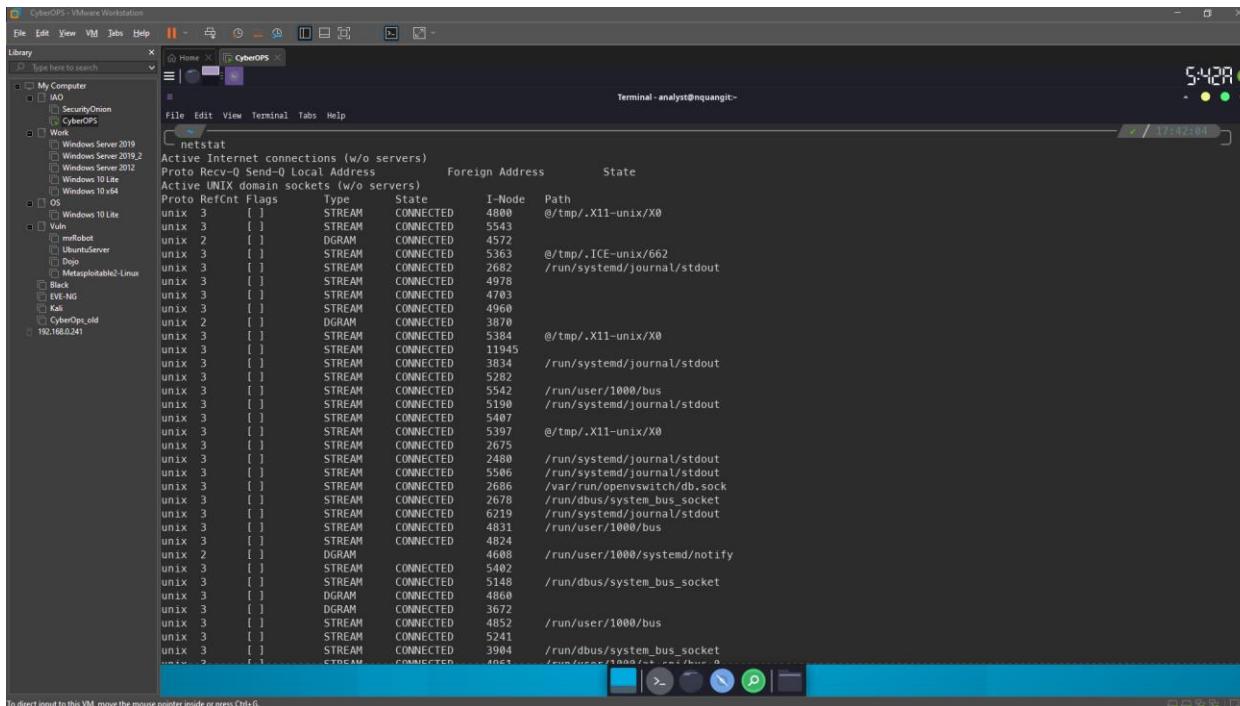 CyberOPS - VMware Workstation
File Edit View VM Tabs Help
Library
Type here to search
My Computer
IAO
SecurityOnion
CyberOPS
Work
Windows Server 2019
Windows Server 2019_2
Windows Server 2012
Windows 10 Lite
Windows 10 x64
OS
Windows 10 Lite
Vuln
mrRobot
UbuntuServer
Dojo
Metasploitable2-Linux
Black
EVE-NG
Kali
CyberOps_old
192.168.0.241
Home CyberOPS
Terminal - analyst@nquangit:~
File Edit View Terminal Tabs Help
~ 17:42:04
netstat
Active Internet connections (w/o servers)
Proto Recv-Q Send-Q Local Address Foreign Address State
Active UNIX domain sockets (w/o servers)
Proto RefCnt Flags Type State I-Node Path
unix 3 [ ] STREAM CONNECTED 4800 @/tmp/.X11-unix/X0
unix 3 [ ] STREAM CONNECTED 5543
unix 2 [ ] DGRAM CONNECTED 4572
unix 3 [ ] STREAM CONNECTED 5363 @/tmp/.ICE-unix/662
unix 3 [ ] STREAM CONNECTED 2682 /run/systemd/journal/stdout
unix 3 [ ] STREAM CONNECTED 4978
unix 3 [ ] STREAM CONNECTED 4703
unix 3 [ ] STREAM CONNECTED 4960
unix 2 [ ] DGRAM CONNECTED 3870
unix 3 [ ] STREAM CONNECTED 5384 @/tmp/.X11-unix/X0
unix 3 [ ] STREAM CONNECTED 11945
unix 3 [ ] STREAM CONNECTED 3834 /run/systemd/journal/stdout
unix 3 [ ] STREAM CONNECTED 5282
unix 3 [ ] STREAM CONNECTED 5542 /run/user/1000/bus
unix 3 [ ] STREAM CONNECTED 5190 /run/systemd/journal/stdout
unix 3 [ ] STREAM CONNECTED 5407
unix 3 [ ] STREAM CONNECTED 5397 @/tmp/.X11-unix/X0
unix 3 [ ] STREAM CONNECTED 2675
unix 3 [ ] STREAM CONNECTED 2480 /run/systemd/journal/stdout
unix 3 [ ] STREAM CONNECTED 5506 /run/systemd/journal/stdout
unix 3 [ ] STREAM CONNECTED 2686 /var/run/openvswitch/db.sock
unix 3 [ ] STREAM CONNECTED 2678 /run/dbus/system_bus_socket
unix 3 [ ] STREAM CONNECTED 6219 /run/systemd/journal/stdout
unix 3 [ ] STREAM CONNECTED 4831 /run/user/1000/bus
unix 3 [ ] STREAM CONNECTED 4824
unix 2 [ ] DGRAM 4608 /run/user/1000/systemd/notify
unix 3 [ ] STREAM CONNECTED 5402
unix 3 [ ] STREAM CONNECTED 5148 /run/dbus/system_bus_socket
unix 3 [ ] DGRAM CONNECTED 4860
unix 3 [ ] DGRAM CONNECTED 3672
unix 3 [ ] STREAM CONNECTED 4852 /run/user/1000/bus
unix 3 [ ] STREAM CONNECTED 5241
unix 3 [ ] STREAM CONNECTED 3904 /run/dbus/system_bus_socket
unix 3 [ ] STREAM CONNECTED 4961 /run/user/1000/at-spi/bus_0
To direct input to this VM, move the mouse pointer inside or press Ctrl+G.